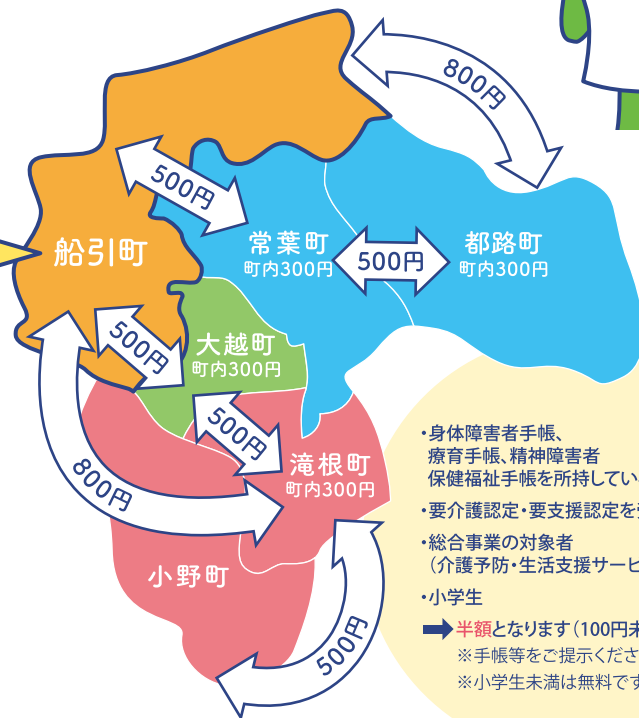 800円
500円
船引町
常葉町
町内300円
500円
都路町
町内300円
500円
大越町
町内300円
500円
滝根町
町内300円
800円
小野町
500円
・身体障害者手帳、
療育手帳、精神障害者
保健福祉手帳を所持してい
・要介護認定・要支援認定を
・総合事業の対象者
（介護予防・生活支援サービ
・小学生
半額となります（100円未
※手帳等をご提示くださ
※小学生未満は無料です